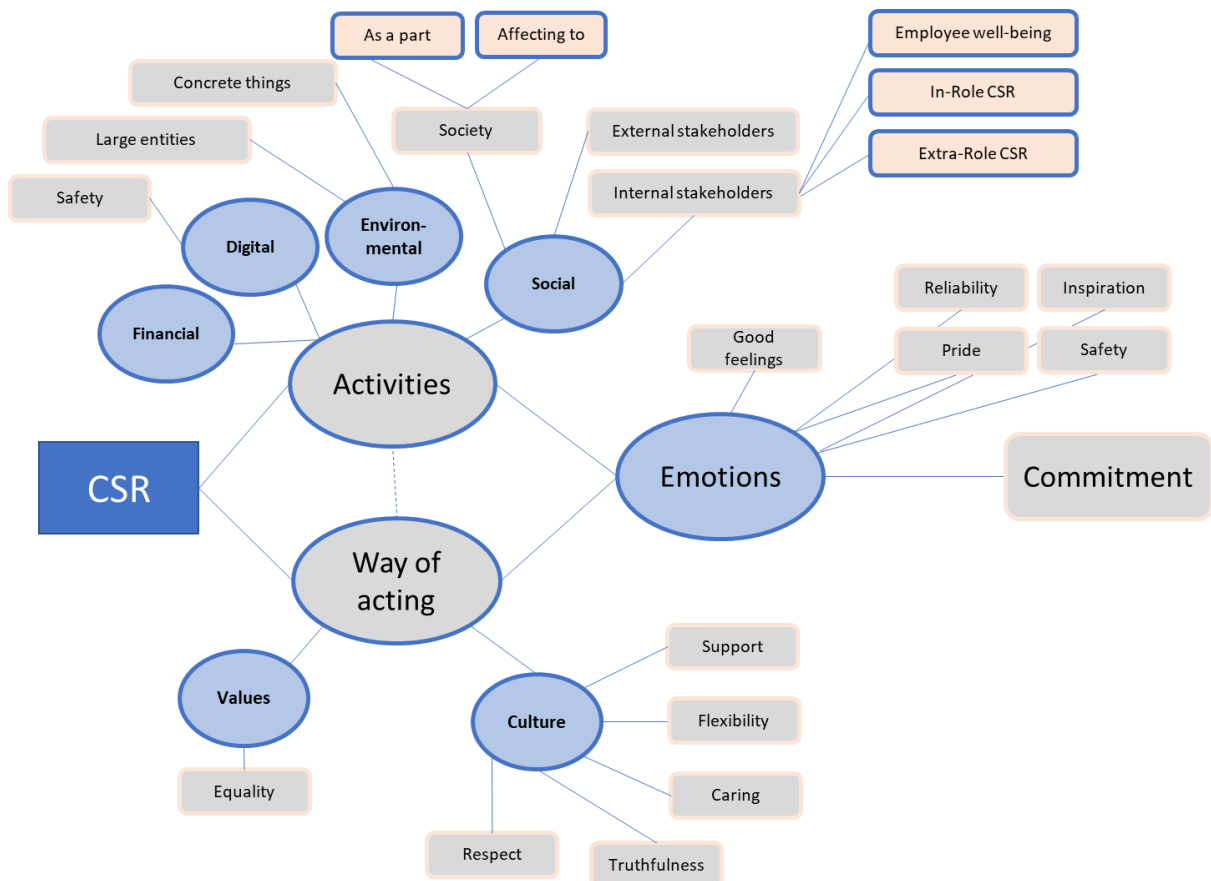 As a part
Affecting to
Employee well-being
Concrete things
In-Role CSR
Large entities
Society
External stakeholders
Extra-Role CSR
Safety
Internal stakeholders
Digital
Environ-
mental
Social
Financial
Reliability
Inspiration
Good
feelings
Pride
Safety
Activities
CSR
Emotions
Commitment
Way of
acting
Support
Values
Culture
Flexibility
Equality
Caring
Respect
Truthfulness